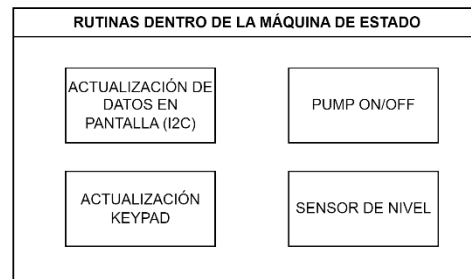 RUTINAS DENTRO DE LA MÁQUINA DE ESTADO
ACTUALIZACIÓN DE
DATOS EN
PANTALLA (I2C)
PUMP ON/OFF
ACTUALIZACIÓN
KEYPAD
SENSOR DE NIVEL